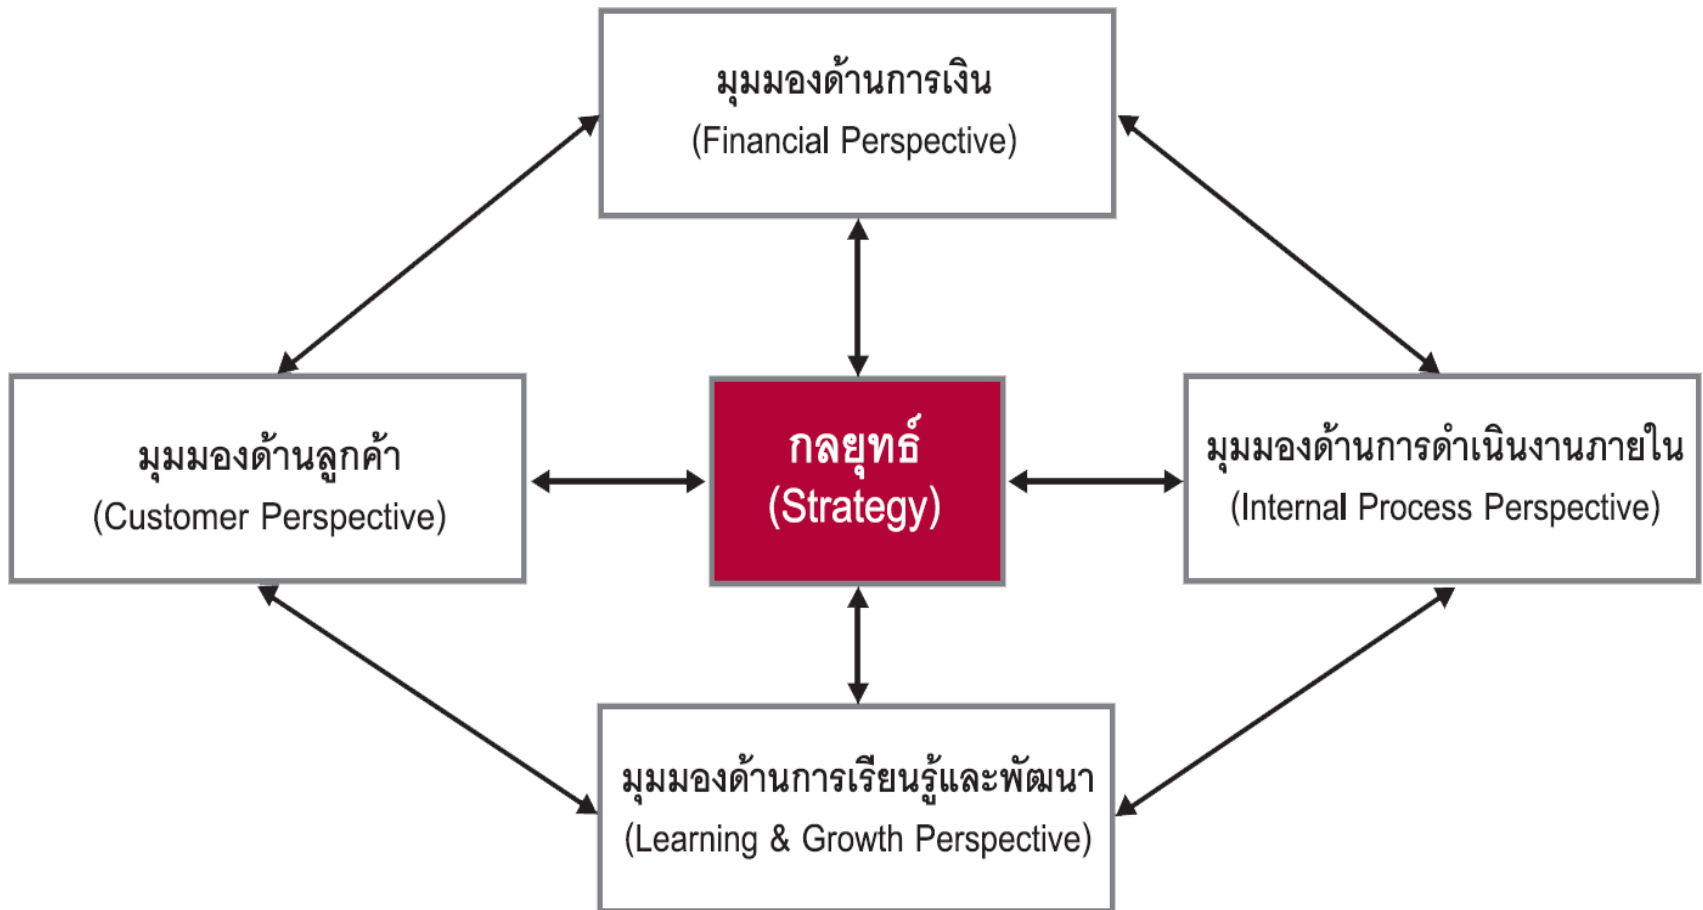 มุมมองด้านการเงิน
(Financial Perspective)
มุมมองด้านลูกค้า
(Customer Perspective)
กลยุทธ์
(Strategy)
มุมมองด้านการดำเนินงานภายใน
(Internal Process Perspective)
มุมมองด้านการเรียนรู้และพัฒนา
(Learning & Growth Perspective)